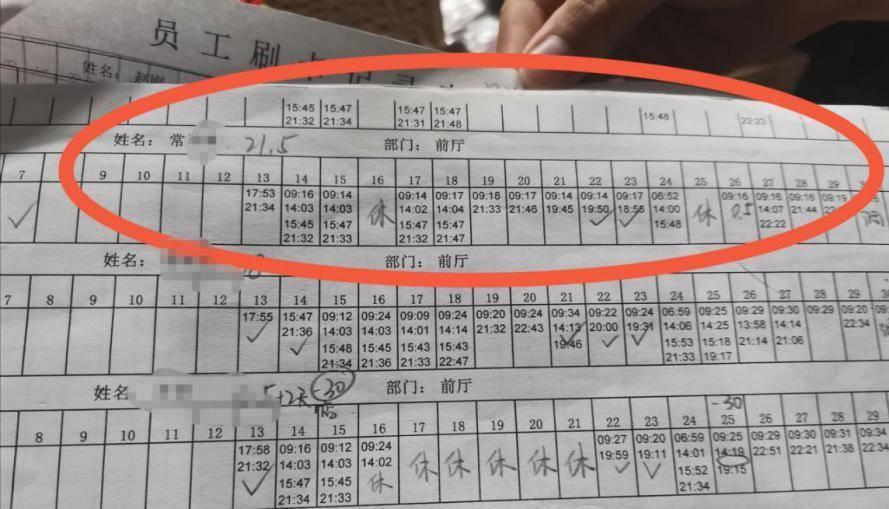 员工刷卡记录
姓名： 赵刚
15:45 15:47 15:47 15:47 15:48 22:23
21:32 21:34 21:31 21:48
姓名： 常 21.5 部门： 前厅
7 9 10 11 12 13 14 15 16 17 18 19 20 21 22 23 24 25 26 27 28 29
17:53 09:16 09:14 09:14 09:17 09:18 09:17 09:14 09:14 09:17 06:52 09:16 09:16 09:16 09:19
21:34 14:03 14:03 休 14:02 14:04 21:33 21:46 19:45 19:50 18:56 14:00 休 0.5 14:07 21:44
15:45 15:47 15:47 15:47 15:48 22:22
21:32 21:33 21:32 21:47
姓名： 部门： 前厅
7 8 9 10 11 12 13 14 15 16 17 18 19 20 21 22 23 24 25 26 27 28 29
17:55 15:47 09:12 09:24 09:09 09:24 09:20 09:24 09:34 09:22 09:24 06:59 09:25 09:29 09:30 09:29 09:20
21:36 14:03 14:03 14:01 14:14 21:32 22:43 14:13 20:00 19:31 14:06 14:25 13:58 14:14 22:34
15:48 15:45 15:43 15:43 19:46 15:53 15:18 21:14 21:06
21:34 21:36 21:33 22:47 21:33 19:17
姓名： +2天 -30 部门： 前厅
-30
8 9 10 11 12 13 14 15 16 17 18 19 20 21 22 23 24 25 26 27 28 29
17:58 09:16 09:12 09:24 休 休 休 休 休 09:27 09:20 06:59 09:25 09:29 09:30 09:31 09:34
21:32 14:03 14:03 14:02 19:59 19:11 14:01 14:19 22:51 22:21 21:38 22:34
15:47 15:45 休 15:52 19:15
21:34 21:33 21:34